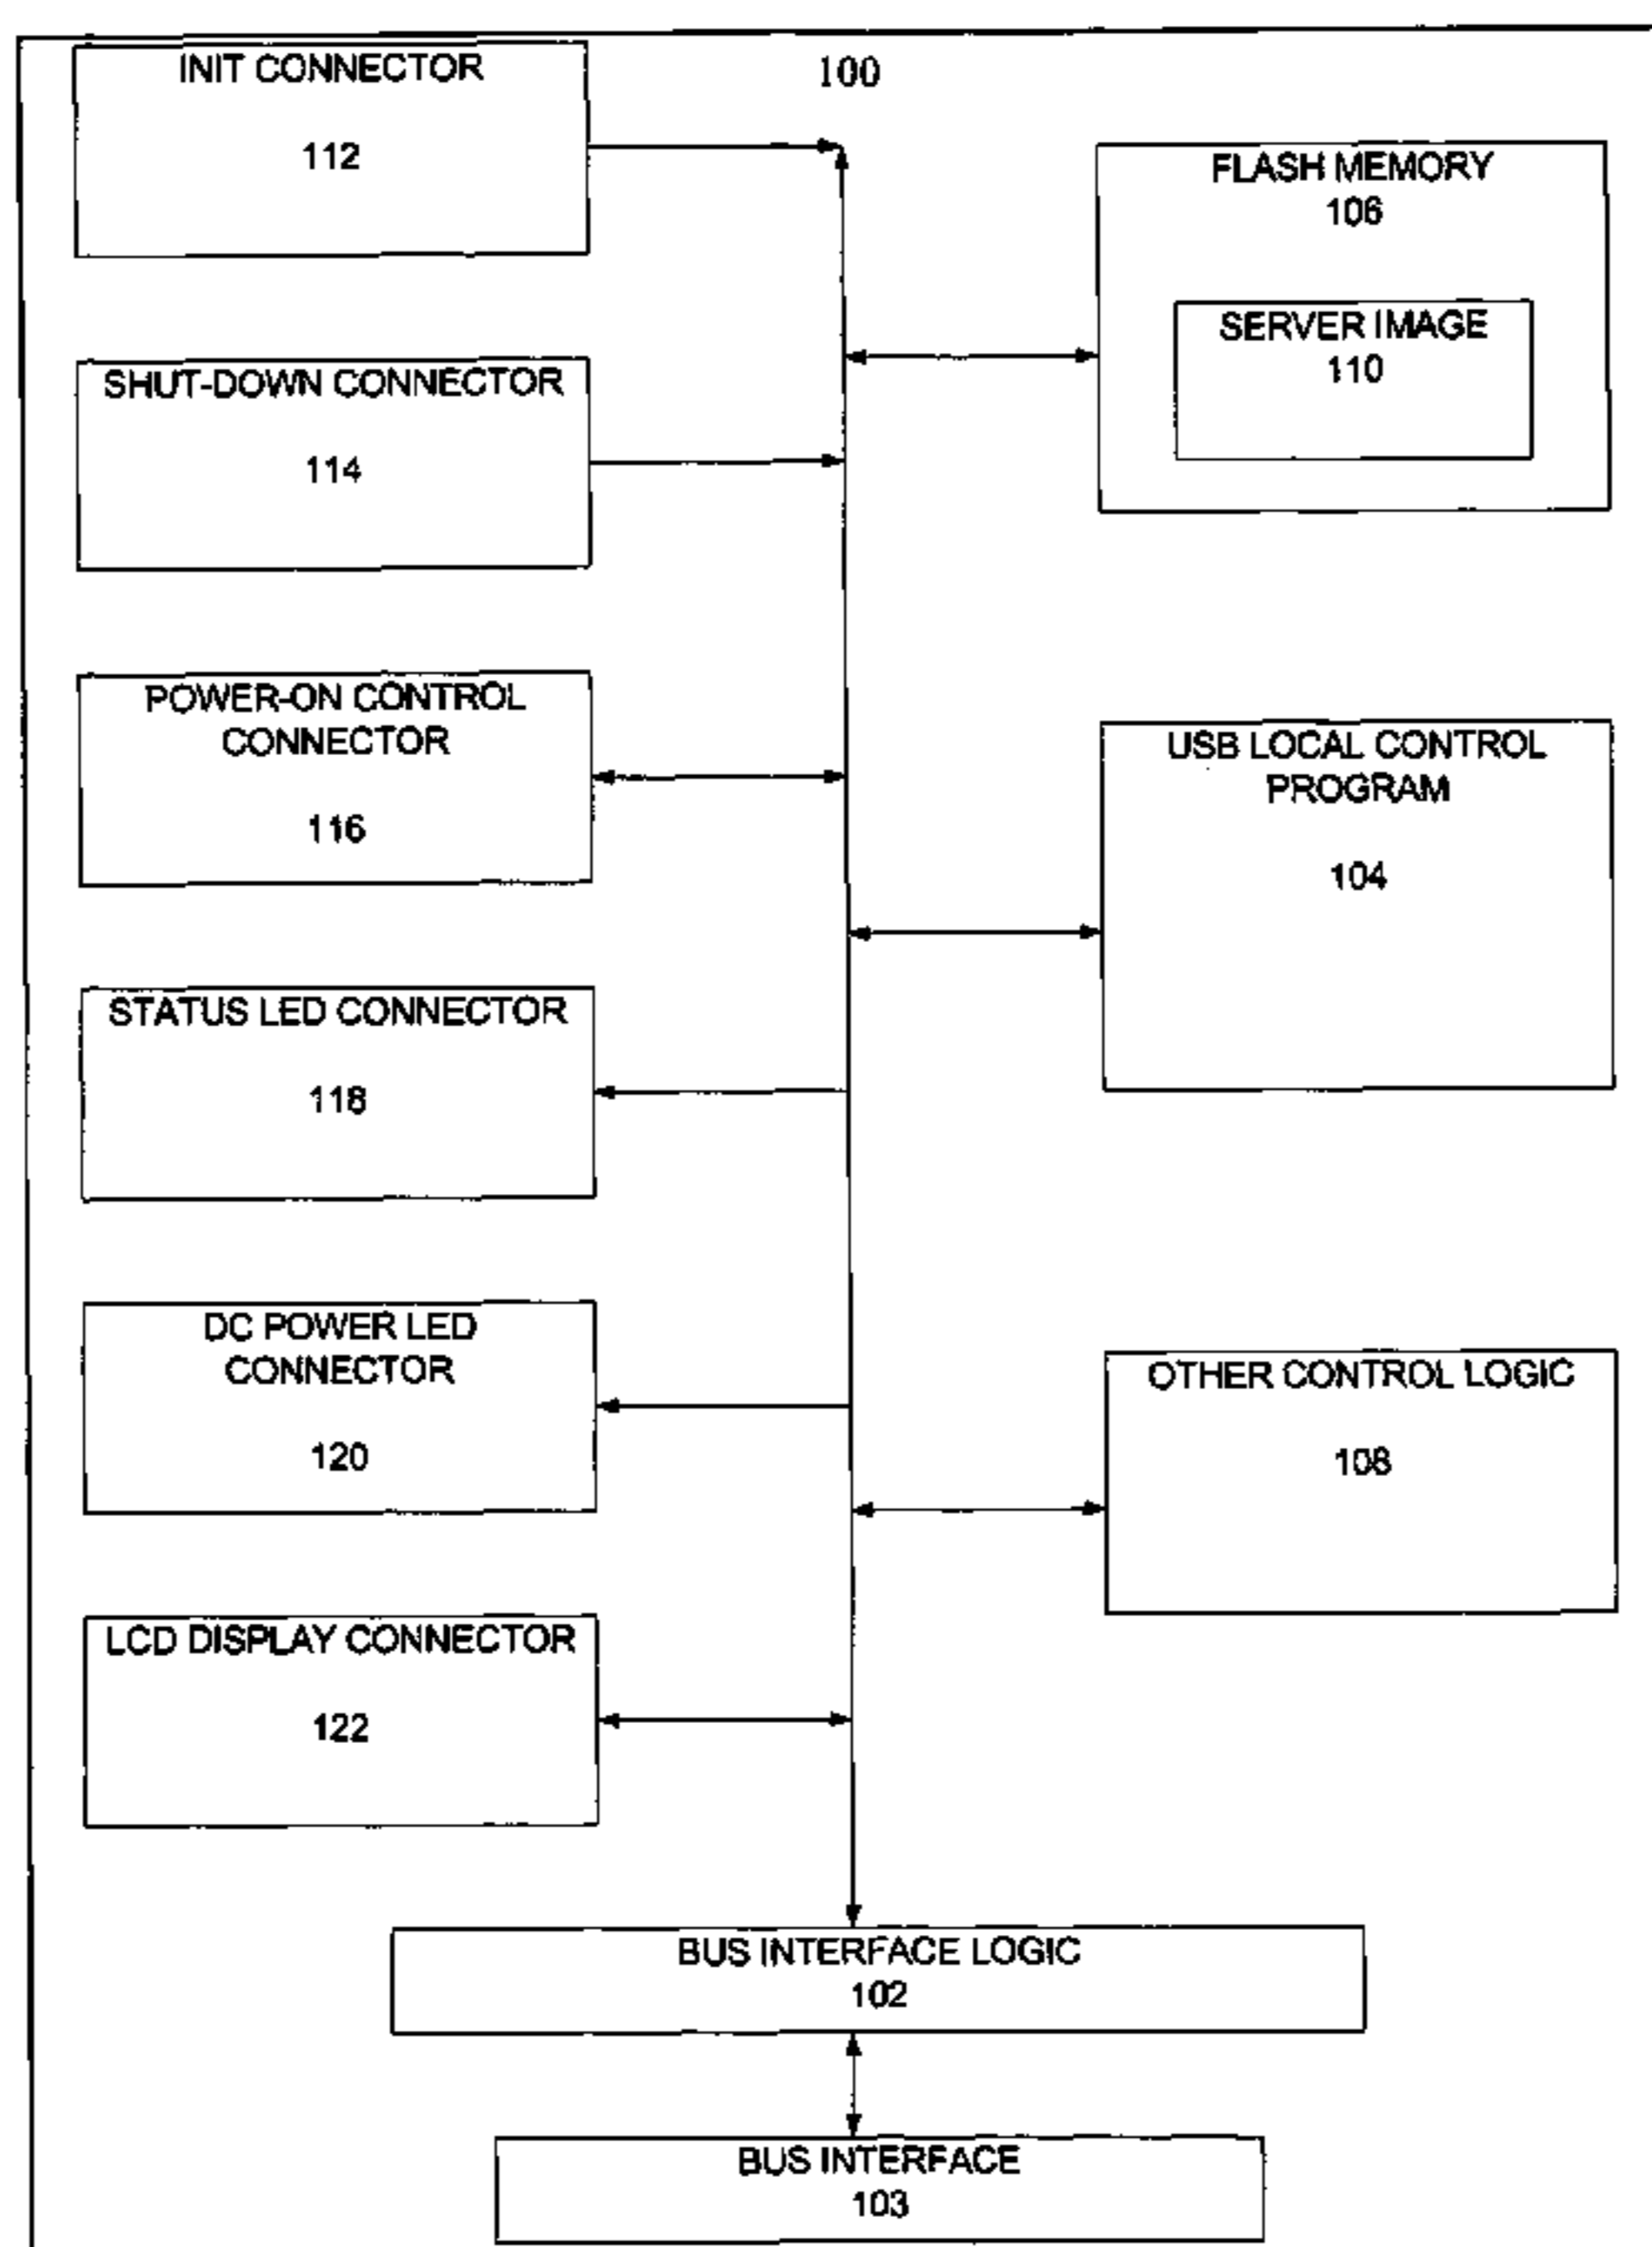 100
INIT CONNECTOR
112
SHUT-DOWN CONNECTOR
114
POWER-ON CONTROL
CONNECTOR
116
STATUS LED CONNECTOR
118
DC POWER LED
CONNECTOR
120
LCD DISPLAY CONNECTOR
122
FLASH MEMORY
106
SERVER IMAGE
110
USB LOCAL CONTROL
PROGRAM
104
OTHER CONTROL LOGIC
108
BUS INTERFACE LOGIC
102
BUS INTERFACE
103